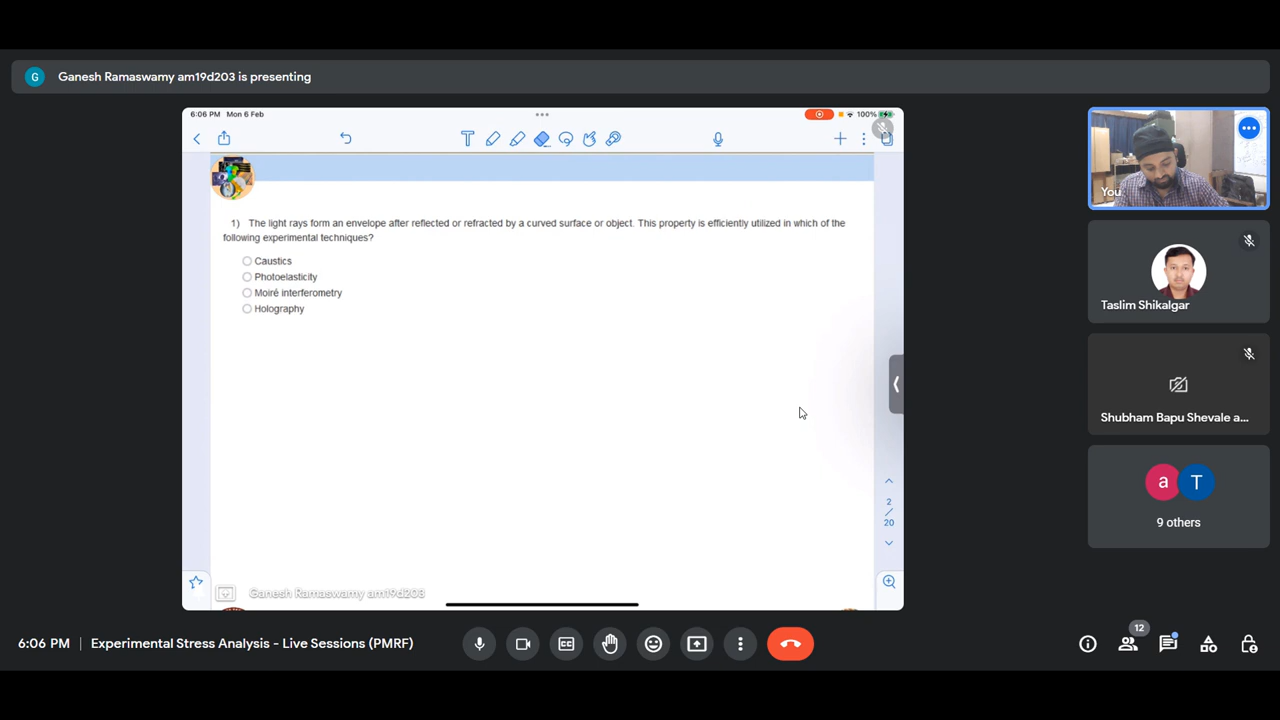 G Ganesh Ramaswamy am19d203 is presenting
6:06 PM Mon 6 Feb
100%
T
1) The light rays form an envelope after reflected or refracted by a curved surface or object. This property is efficiently utilized in which of the
following experimental techniques?
Caustics
Photoelasticity
Moiré interferometry
Holography
2
/
20
Ganesh Ramaswamy am19d203
You
Taslim Shikalgar
Shubham Bapu Shevale a...
a T
9 others
6:06 PM | Experimental Stress Analysis - Live Sessions (PMRF)
12